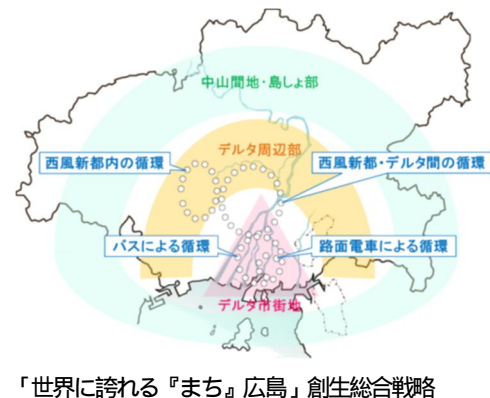 中山間地・島しょ部
デルタ周辺部
西風新都内の循環
西風新都・デルタ間の循環
バスによる循環
路面電車による循環
デルタ市街地
「世界に誇れる『まち』広島」創生総合戦略